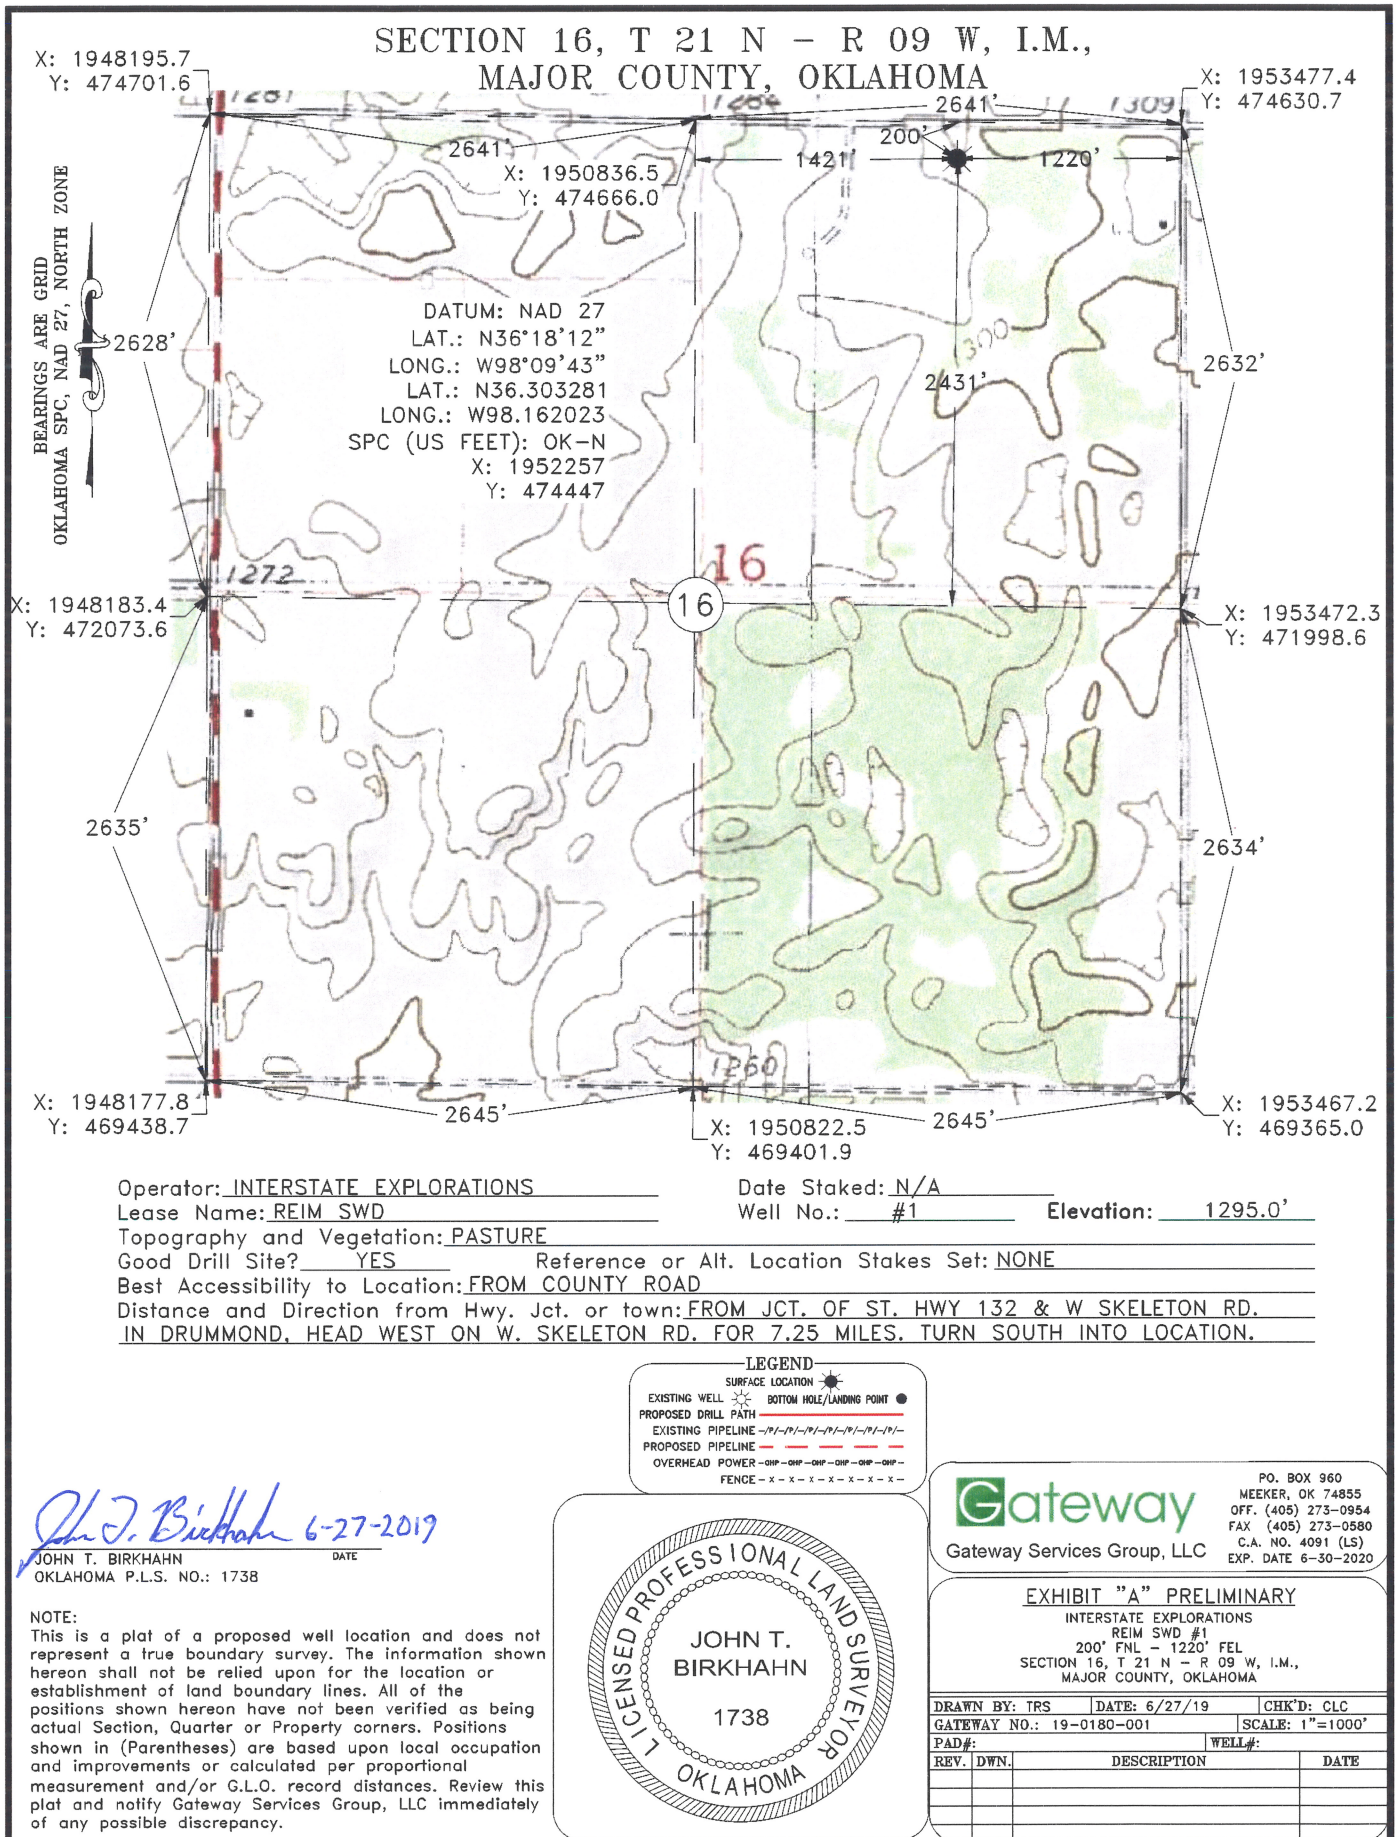 SECTION 16, T 21 N – R 09 W, I.M.,
MAJOR COUNTY, OKLAHOMA
X: 1948195.7
Y: 474701.6
X: 1953477.4
Y: 474630.7
1281
1284
1309
2641'
2641'
200'
1421'
1220'
X: 1950836.5
Y: 474666.0
BEARINGS ARE GRID
OKLAHOMA SPC, NAD 27, NORTH ZONE
2628'
DATUM: NAD 27
LAT.: N36°18'12"
LONG.: W98°09'43"
LAT.: N36.303281
LONG.: W98.162023
SPC (US FEET): OK-N
X: 1952257
Y: 474447
1300
2431'
2632'
1272
16
16
X: 1948183.4
Y: 472073.6
X: 1953472.3
Y: 471998.6
2635'
2634'
1260
X: 1948177.8
Y: 469438.7
2645'
X: 1950822.5
Y: 469401.9
2645'
X: 1953467.2
Y: 469365.0
Operator: INTERSTATE EXPLORATIONS Date Staked: N/A
Lease Name: REIM SWD Well No.: #1 Elevation: 1295.0'
Topography and Vegetation: PASTURE
Good Drill Site? YES Reference or Alt. Location Stakes Set: NONE
Best Accessibility to Location: FROM COUNTY ROAD
Distance and Direction from Hwy. Jct. or town: FROM JCT. OF ST. HWY 132 & W SKELETON RD.
IN DRUMMOND, HEAD WEST ON W. SKELETON RD. FOR 7.25 MILES. TURN SOUTH INTO LOCATION.
LEGEND
SURFACE LOCATION
EXISTING WELL BOTTOM HOLE/LANDING POINT
PROPOSED DRILL PATH
EXISTING PIPELINE -/P/-/P/-/P/-/P/-/P/-/P/-/P/-
PROPOSED PIPELINE
OVERHEAD POWER -OHP-OHP-OHP-OHP-OHP-OHP-
FENCE -X-X-X-X-X-X-X-
John T. Birkhahn 6-27-2019
JOHN T. BIRKHAHN DATE
OKLAHOMA P.L.S. NO.: 1738
NOTE:
This is a plat of a proposed well location and does not
represent a true boundary survey. The information shown
hereon shall not be relied upon for the location or
establishment of land boundary lines. All of the
positions shown hereon have not been verified as being
actual Section, Quarter or Property corners. Positions
shown in (Parentheses) are based upon local occupation
and improvements or calculated per proportional
measurement and/or G.L.O. record distances. Review this
plat and notify Gateway Services Group, LLC immediately
of any possible discrepancy.
LICENSED PROFESSIONAL LAND SURVEYOR
JOHN T.
BIRKHAHN
1738
OKLAHOMA
Gateway
Gateway Services Group, LLC
PO. BOX 960
MEEKER, OK 74855
OFF. (405) 273-0954
FAX (405) 273-0580
C.A. NO. 4091 (LS)
EXP. DATE 6-30-2020
EXHIBIT "A" PRELIMINARY
INTERSTATE EXPLORATIONS
REIM SWD #1
200' FNL – 1220' FEL
SECTION 16, T 21 N – R 09 W, I.M.,
MAJOR COUNTY, OKLAHOMA
DRAWN BY: TRS DATE: 6/27/19 CHK'D: CLC
GATEWAY NO.: 19-0180-001 SCALE: 1"=1000'
PAD#: WELL#:
REV. DWN. DESCRIPTION DATE